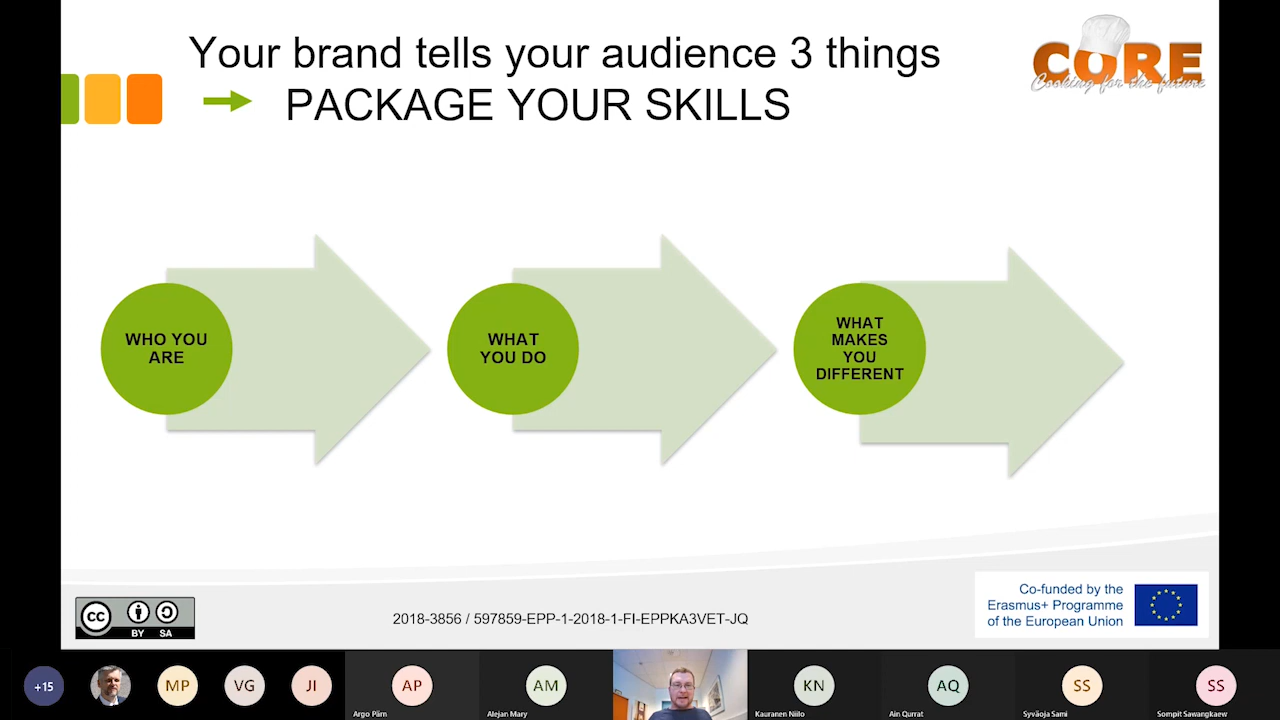 Your brand tells your audience 3 things
PACKAGE YOUR SKILLS
CORE
Cooking for the future
WHO YOU
ARE
WHAT
YOU DO
WHAT
MAKES
YOU
DIFFERENT
cc
BY SA
2018-3856 / 597859-EPP-1-2018-1-FI-EPPKA3VET-JQ
Co-funded by the
Erasmus+ Programme
of the European Union
+15
MP
VG
JI
AP
Argo Pärn
AM
Alejan Mary
KN
Kauranen Niilo
AQ
Ain Qurrat
SS
Syväoja Sami
SS
Sompit Sawangkaew